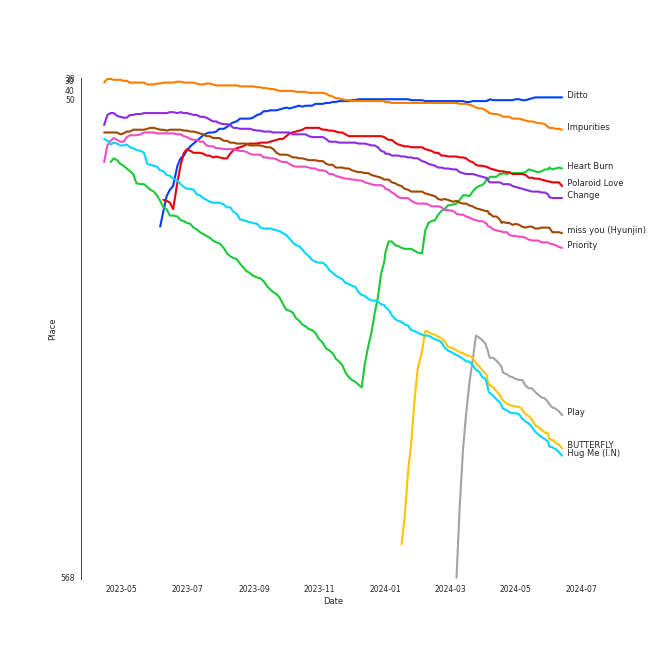 30
40
50
Ditto
Impurities
Heart Burn
Polaroid Love
Change
miss you (Hyunjin)
Priority
Place
Play
BUTTERFLY
Hug Me (I.N)
568
2023-05 2023-07 2023-09 2023-11 2024-01 2024-03 2024-05 2024-07
Date